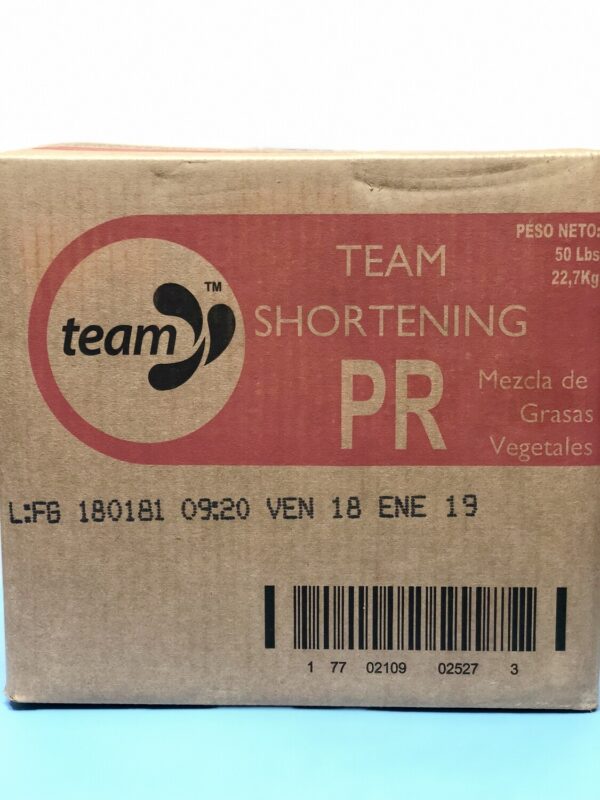 team
TM
TEAM
SHORTENING
PR
PÉSO NETO:
50 Lbs
22,7Kg
Mezcla de
Grasas
Vegetales
L:FG 180181 09:20 VEN 18 ENE 19
1 77 02109 02527 3